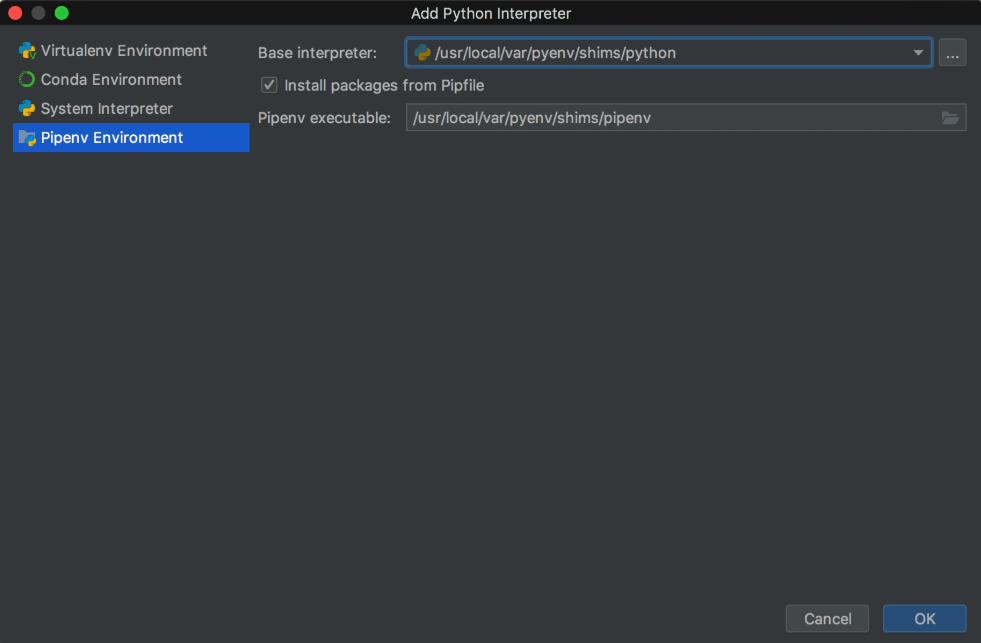 Add Python Interpreter
Virtualenv Environment
Conda Environment
System Interpreter
Pipenv Environment
Base interpreter: /usr/local/var/pyenv/shims/python ...
Install packages from Pipfile
Pipenv executable: /usr/local/var/pyenv/shims/pipenv
Cancel OK